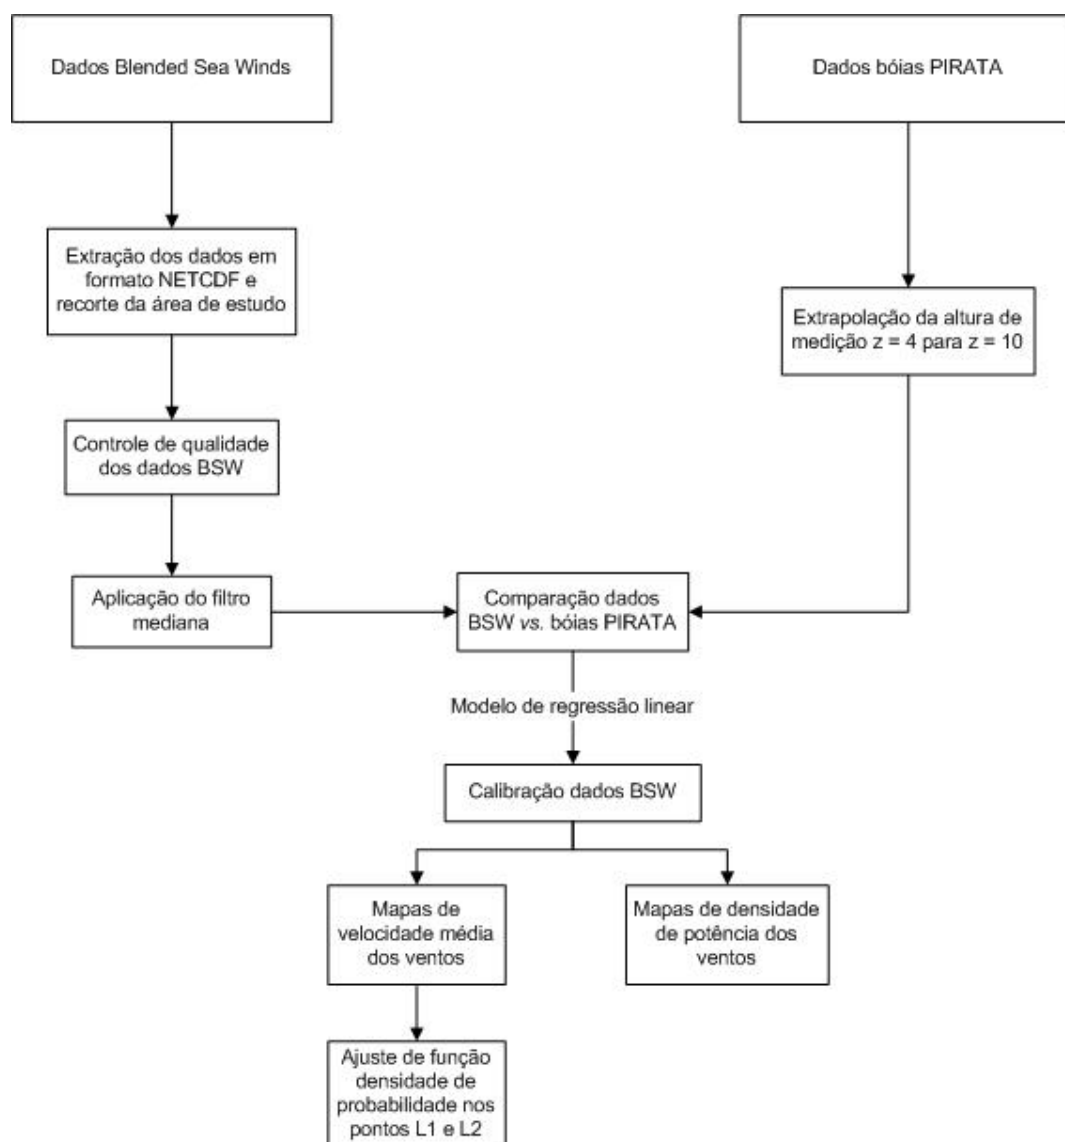 Dados Blended Sea Winds
Dados bóias PIRATA
Extração dos dados em
formato NETCDF e
recorte da área de estudo
Extrapolação da altura de
medição z = 4 para z = 10
Controle de qualidade
dos dados BSW
Aplicação do filtro
mediana
Comparação dados
BSW vs. bóias PIRATA
Modelo de regressão linear
Calibração dados BSW
Mapas de
velocidade média
dos ventos
Mapas de densidade
de potência dos
ventos
Ajuste de função
densidade de
probabilidade nos
pontos L1 e L2